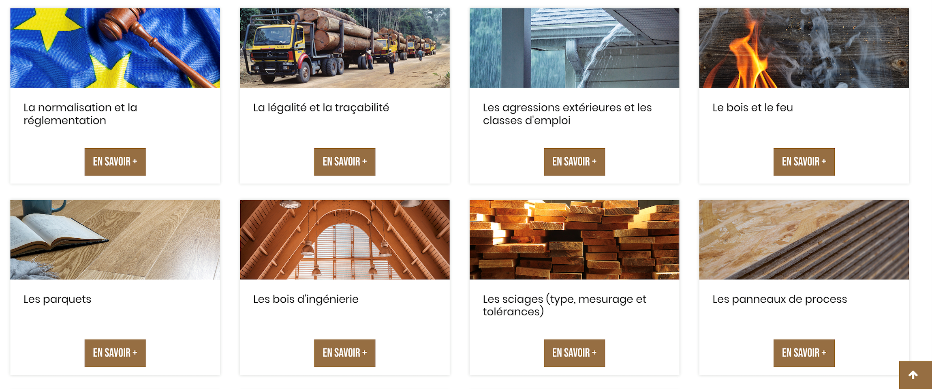 La normalisation et la
réglementation
EN SAVOIR +
La légalité et la traçabilité
EN SAVOIR +
Les agressions extérieures et les
classes d'emploi
EN SAVOIR +
Le bois et le feu
EN SAVOIR +
Les parquets
EN SAVOIR +
Les bois d'ingénierie
EN SAVOIR +
Les sciages (type, mesurage et
tolérances)
EN SAVOIR +
Les panneaux de process
EN SAVOIR +